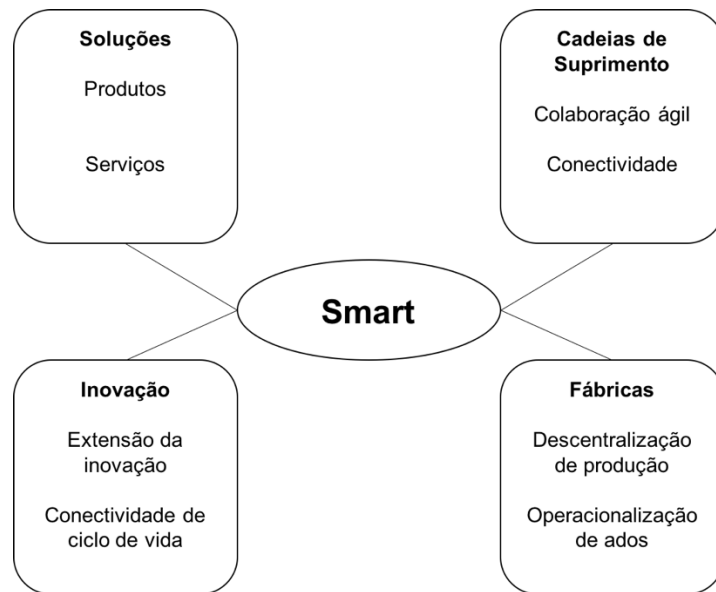 Soluções
Produtos
Serviços
Cadeias de
Suprimento
Colaboração ágil
Conectividade
Smart
Inovação
Extensão da
inovação
Conectividade de
ciclo de vida
Fábricas
Descentralização
de produção
Operacionalização
de ados